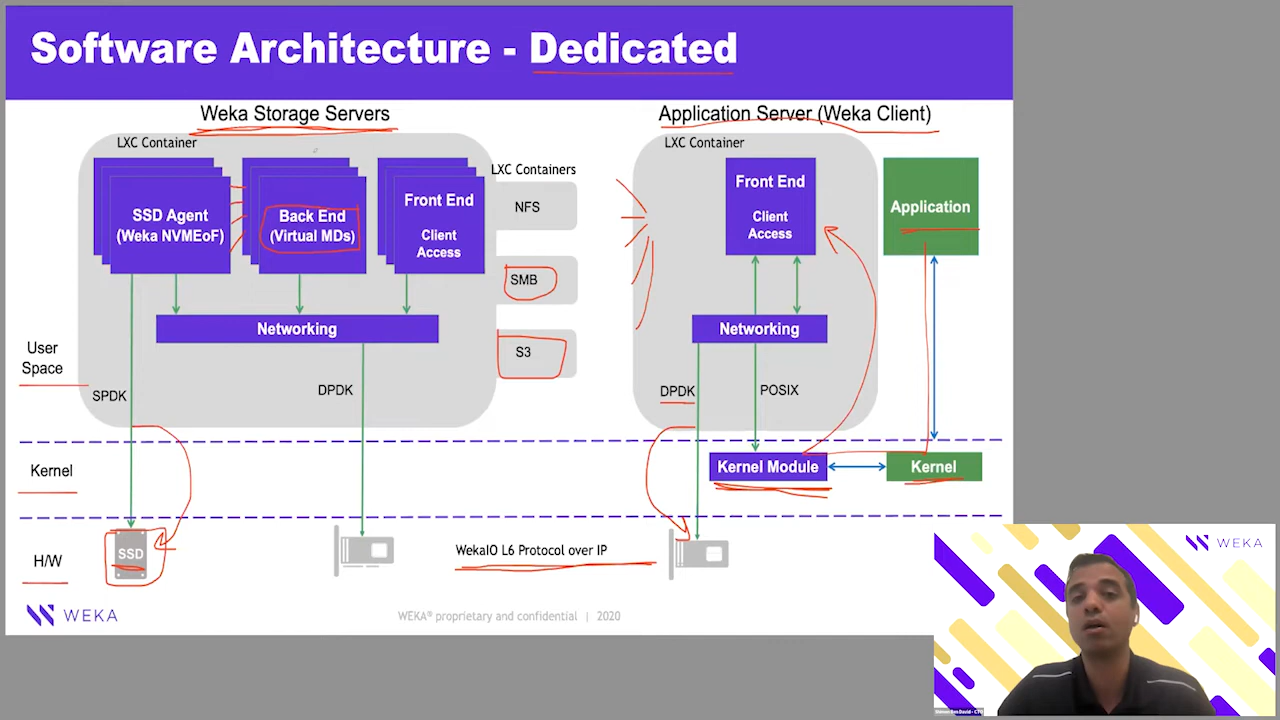 Software Architecture - Dedicated
Weka Storage Servers
LXC Container
SSD Agent
(Weka NVMEoF)
Back End
(Virtual MDs)
Front End
Client
Access
LXC Containers
NFS
SMB
S3
Networking
User
Space
SPDK
DPDK
Application Server (Weka Client)
LXC Container
Front End
Client
Access
Application
Networking
DPDK
POSIX
Kernel
Kernel Module
Kernel
H/W
SSD
WekaIO L6 Protocol over IP
WEKA
WEKA® proprietary and confidential | 2020
WEKA